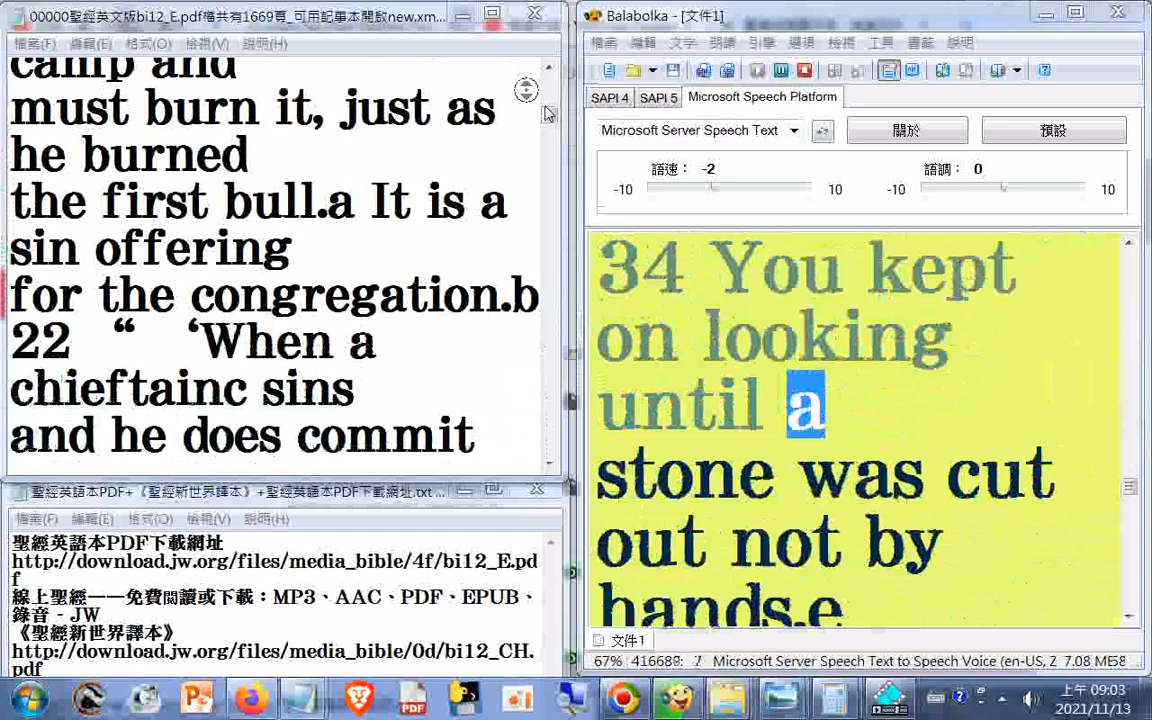 00000聖經英文版bi12_E.pdf檔共有1669頁_可用記事本開啟new.xm...
檔案(F) 編輯(E) 格式(O) 檢視(V) 說明(H)
camp and
must burn it, just as
he burned
the first bull.a It is a
sin offering
for the congregation.b
22 “ ‘When a
chieftainc sins
and he does commit
聖經英語本PDF+《聖經新世界譯本》+聖經英語本PDF下載網址.txt ...
檔案(F) 編輯(E) 格式(O) 檢視(V) 說明(H)
聖經英語本PDF下載網址
http://download.jw.org/files/media_bible/4f/bi12_E.pd
f
線上聖經——免費閱讀或下載：MP3、AAC、PDF、EPUB、
錄音 - JW
《聖經新世界譯本》
http://download.jw.org/files/media_bible/0d/bi12_CH.
pdf
Balabolka - [文件1]
檔案 編輯 文字 朗讀 引擎 選項 檢視 工具 書籤 說明
SAPI 4 SAPI 5 Microsoft Speech Platform
Microsoft Server Speech Text 關於 預設
語速： -2 語調： 0
-10 10 -10 10
34 You kept
on looking
until a
stone was cut
out not by
hands.e
文件1
67% Microsoft Server Speech Text to Speech Voice (en-US, Z 7.08 ME
PDF
上午 09:03
2021/11/13